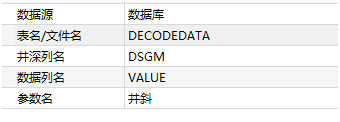 数据源 数据库
表名/文件名 DECODEDATA
井深列名 DSGM
数据列名 VALUE
参数名 井斜